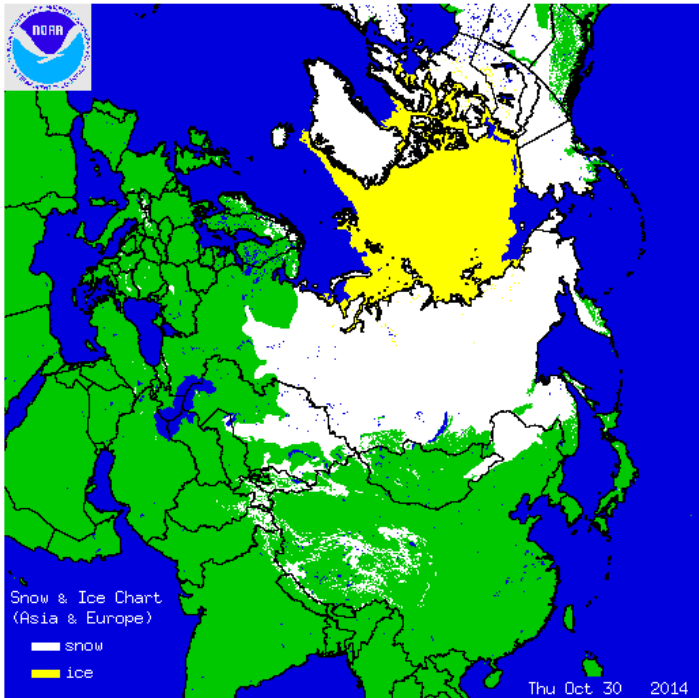 NOAA
Snow & Ice Chart
(Asia & Europe)
snow
ice
Thu Oct 30 2014